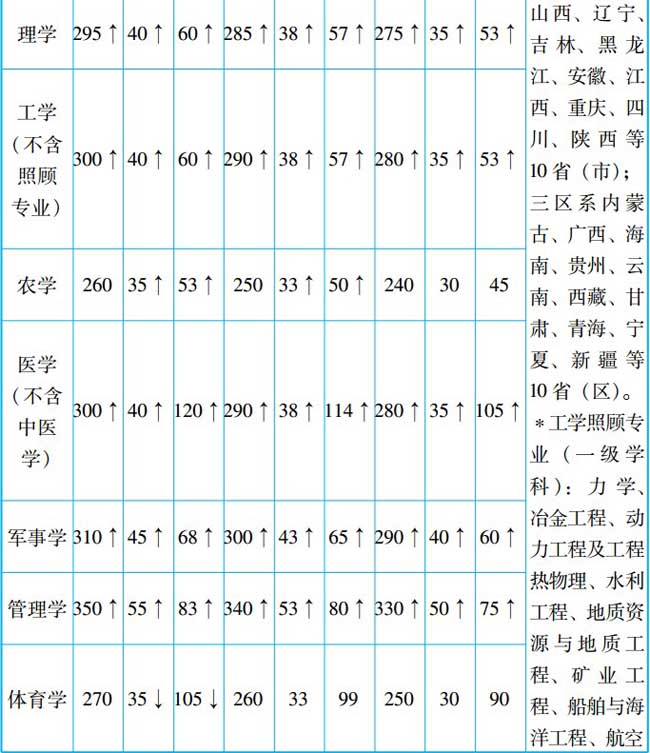 理学 295↑ 40↑ 60↑ 285↑ 38↑ 57↑ 275↑ 35↑ 53↑
工学
（不含
照顾
专业）
300↑ 40↑ 60↑ 290↑ 38↑ 57↑ 280↑ 35↑ 53↑
农学 260 35↑ 53↑ 250 33↑ 50↑ 240 30 45
医学
（不含
中医
学）
300↑ 40↑ 120↑ 290↑ 38↑ 114↑ 280↑ 35↑ 105↑
军事学 310↑ 45↑ 68↑ 300↑ 43↑ 65↑ 290↑ 40↑ 60↑
管理学 350↑ 55↑ 83↑ 340↑ 53↑ 80↑ 330↑ 50↑ 75↑
体育学 270 35↓ 105↓ 260 33 99 250 30 90
山西、辽宁、
吉林、黑龙
江、安徽、江
西、重庆、四
川、陕西等
10省（市）；
三区系内蒙
古、广西、海
南、贵州、云
南、西藏、甘
肃、青海、宁
夏、新疆等
10省（区）。
*工学照顾专
业（一级学
科）：力学、
冶金工程、动
力工程及工程
热物理、水利
工程、地质资
源与地质工
程、矿业工
程、船舶与海
洋工程、航空